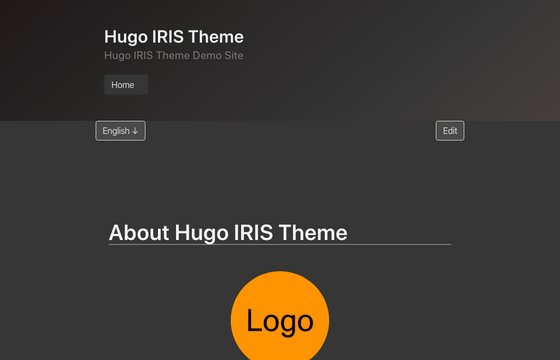 Hugo IRIS Theme
Hugo IRIS Theme Demo Site
Home
English ↓
Edit
About Hugo IRIS Theme
Logo